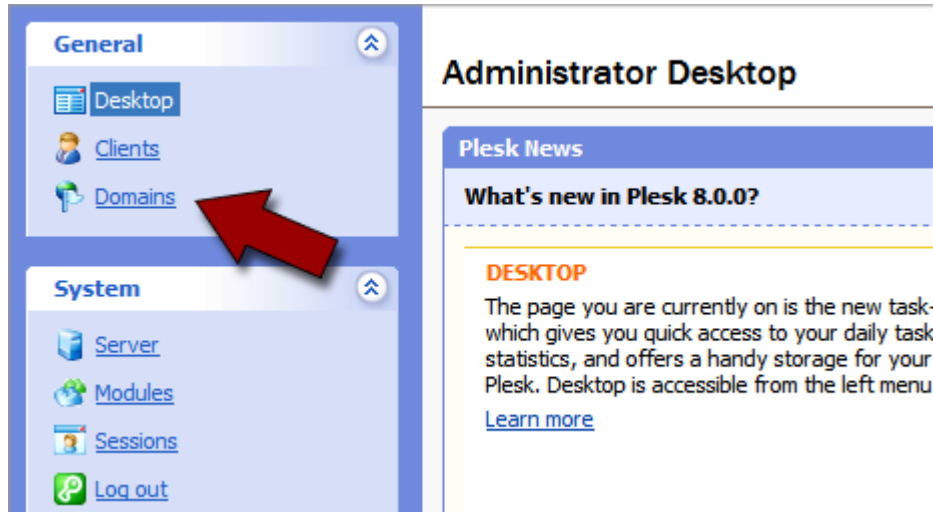 General
Desktop
Clients
Domains
System
Server
Modules
Sessions
Log out
Administrator Desktop
Plesk News
What's new in Plesk 8.0.0?
DESKTOP
The page you are currently on is the new task-
which gives you quick access to your daily task
statistics, and offers a handy storage for your
Plesk. Desktop is accessible from the left menu
Learn more